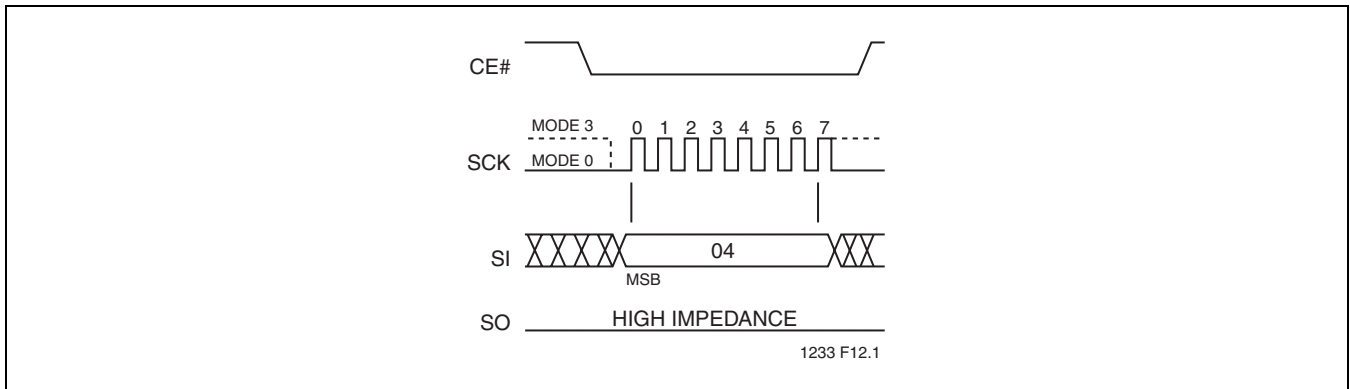 CE#
MODE 3
0 1 2 3 4 5 6 7
SCK
MODE 0
SI
04
MSB
SO
HIGH IMPEDANCE
1233 F12.1